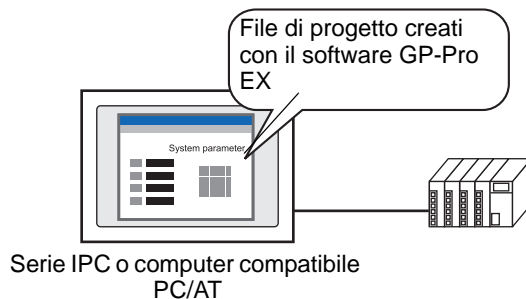 File di progetto creati
con il software GP-Pro
EX
System parameter
Serie IPC o computer compatibile
PC/AT